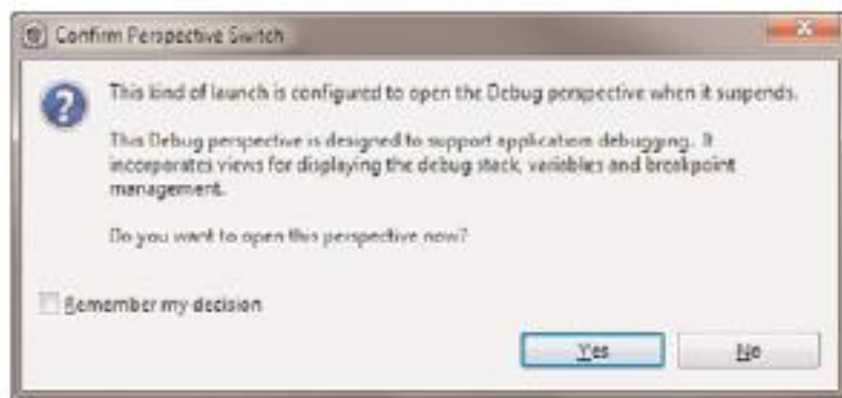 Confirm Perspective Switch
This kind of launch is configured to open the Debug perspective when it suspends.
This Debug perspective is designed to support application debugging. It
incorporates views for displaying the debug stack, variables and breakpoint
management.
Do you want to open this perspective now?
Remember my decision
Yes No